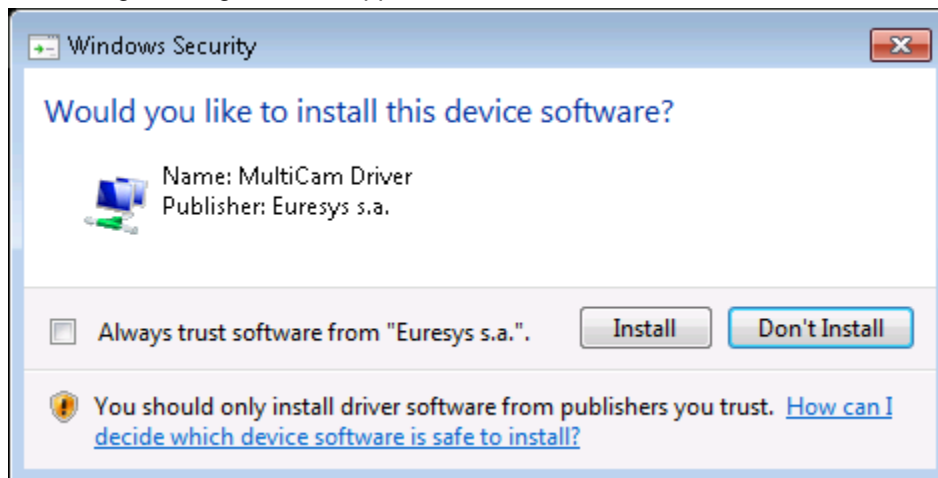 Windows Security
Would you like to install this device software?
Name: MultiCam Driver
Publisher: Euresys s.a.
Always trust software from "Euresys s.a.".
Install
Don't Install
You should only install driver software from publishers you trust. How can I
decide which device software is safe to install?